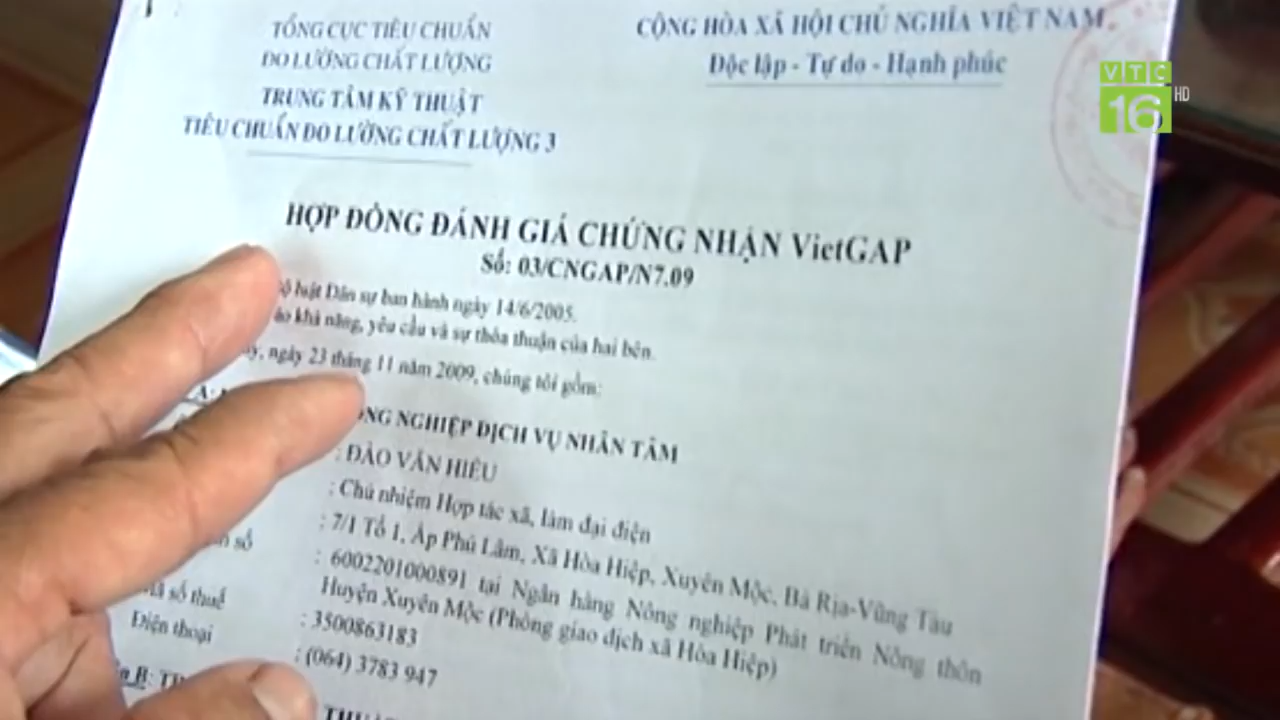 TỔNG CỤC TIÊU CHUẨN
ĐO LƯỜNG CHẤT LƯỢNG
TRUNG TÂM KỸ THUẬT
TIÊU CHUẨN ĐO LƯỜNG CHẤT LƯỢNG 3
CỘNG HÒA XÃ HỘI CHỦ NGHĨA VIỆT NAM
Độc lập - Tự do - Hạnh phúc
VTC
16 HD
HỢP ĐỒNG ĐÁNH GIÁ CHỨNG NHẬN VietGAP
Số: 03/CNGAP/N7.09
luật Dân sự ban hành ngày 14/6/2005.
khả năng, yêu cầu và sự thỏa thuận của hai bên.
ngày 23 tháng 11 năm 2009, chúng tôi gồm:
A:
NGHIỆP DỊCH VỤ NHÂN TÂM
: ĐÀO VĂN HIẾU
: Chủ nhiệm Hợp tác xã, làm đại diện
: 7/1 Tổ 1, Ấp Phú Lâm, Xã Hòa Hiệp, Xuyên Mộc, Bà Rịa-Vũng Tàu
số : 6002201000891 tại Ngân hàng Nông nghiệp Phát triển Nông thôn
Huyện Xuyên Mộc (Phòng giao dịch xã Hòa Hiệp)
số thuế : 3500863183
Điện thoại : (064) 3783 947
B: